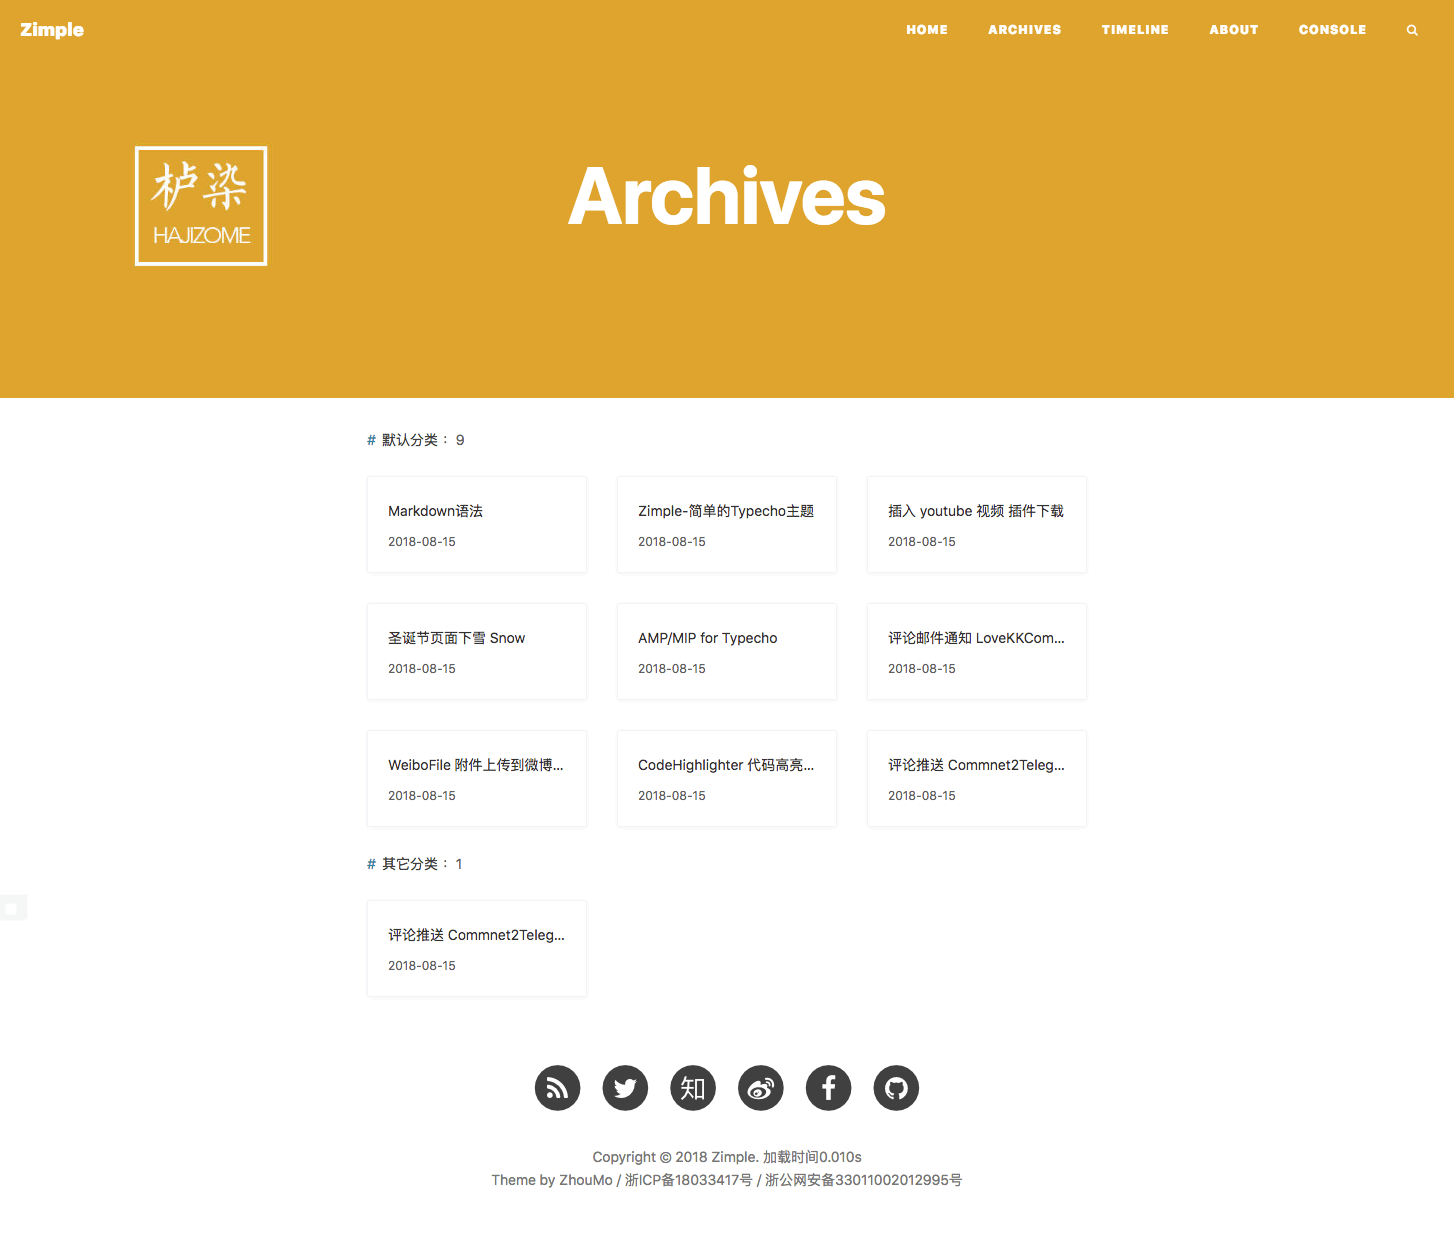 Zimple
HOME ARCHIVES TIMELINE ABOUT CONSOLE
栌染
HAJIZOME
Archives
# 默认分类： 9
Markdown语法
2018-08-15
Zimple-简单的Typecho主题
2018-08-15
插入 youtube 视频 插件下载
2018-08-15
圣诞节页面下雪 Snow
2018-08-15
AMP/MIP for Typecho
2018-08-15
评论邮件通知 LoveKKCom...
2018-08-15
WeiboFile 附件上传到微博...
2018-08-15
CodeHighlighter 代码高亮...
2018-08-15
评论推送 Commnet2Teleg...
2018-08-15
# 其它分类： 1
评论推送 Commnet2Teleg...
2018-08-15
知
Copyright © 2018 Zimple. 加载时间0.010s
Theme by ZhouMo / 浙ICP备18033417号 / 浙公网安备33011002012995号